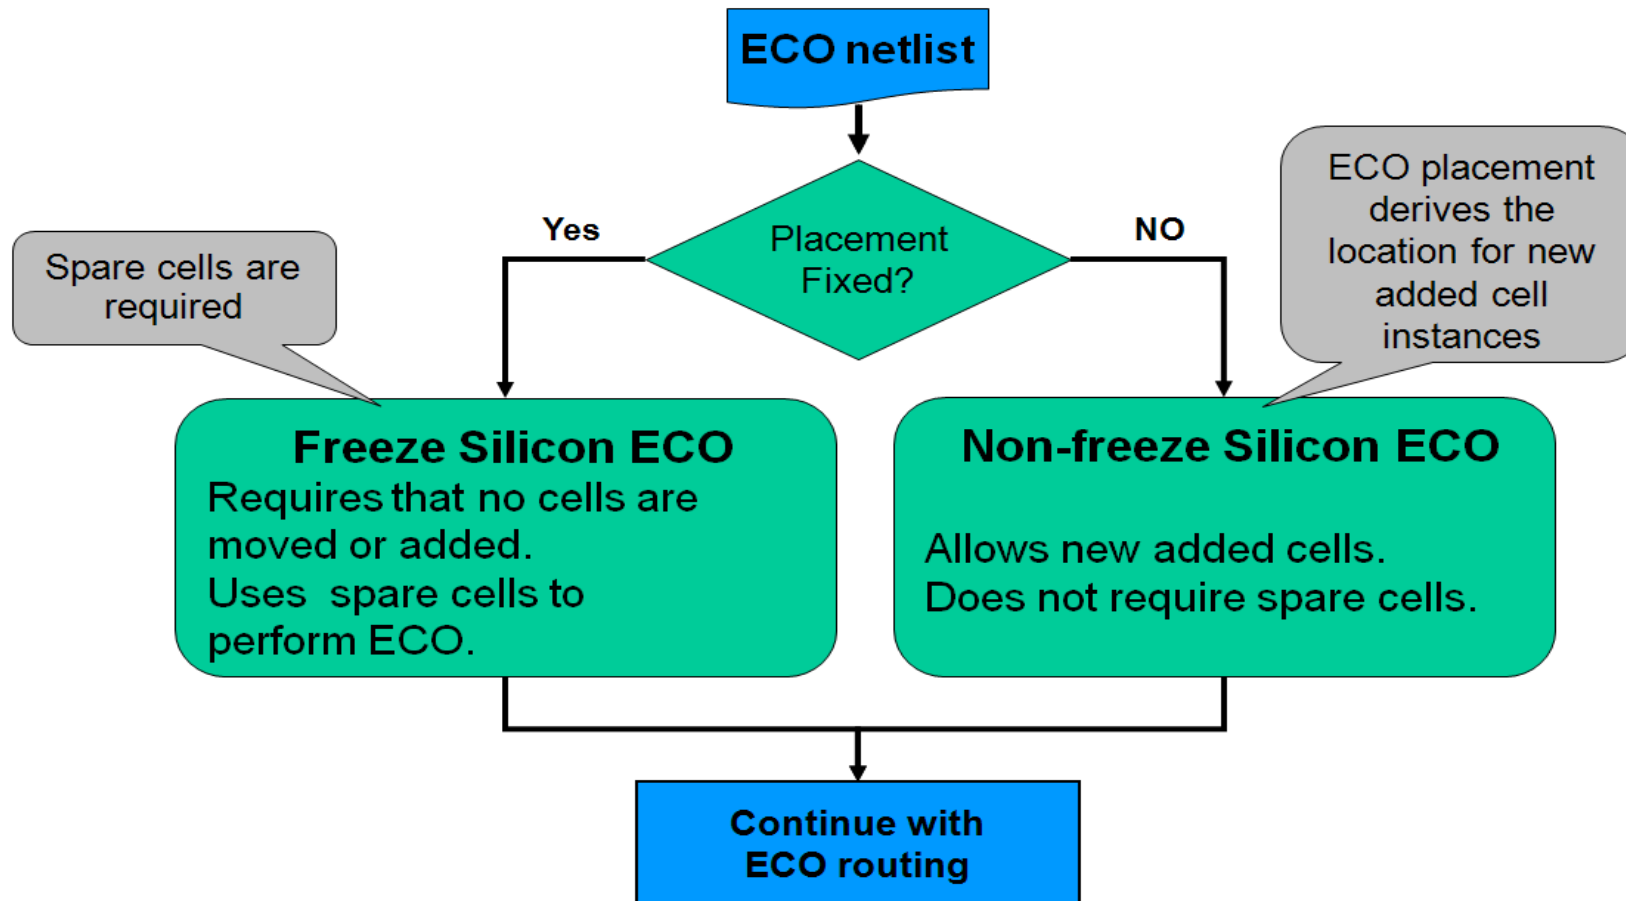 ECO netlist
Placement
Fixed?
Yes
NO
Spare cells are
required
ECO placement
derives the
location for new
added cell
instances
Freeze Silicon ECO
Requires that no cells are
moved or added.
Uses spare cells to
perform ECO.
Non-freeze Silicon ECO
Allows new added cells.
Does not require spare cells.
Continue with
ECO routing